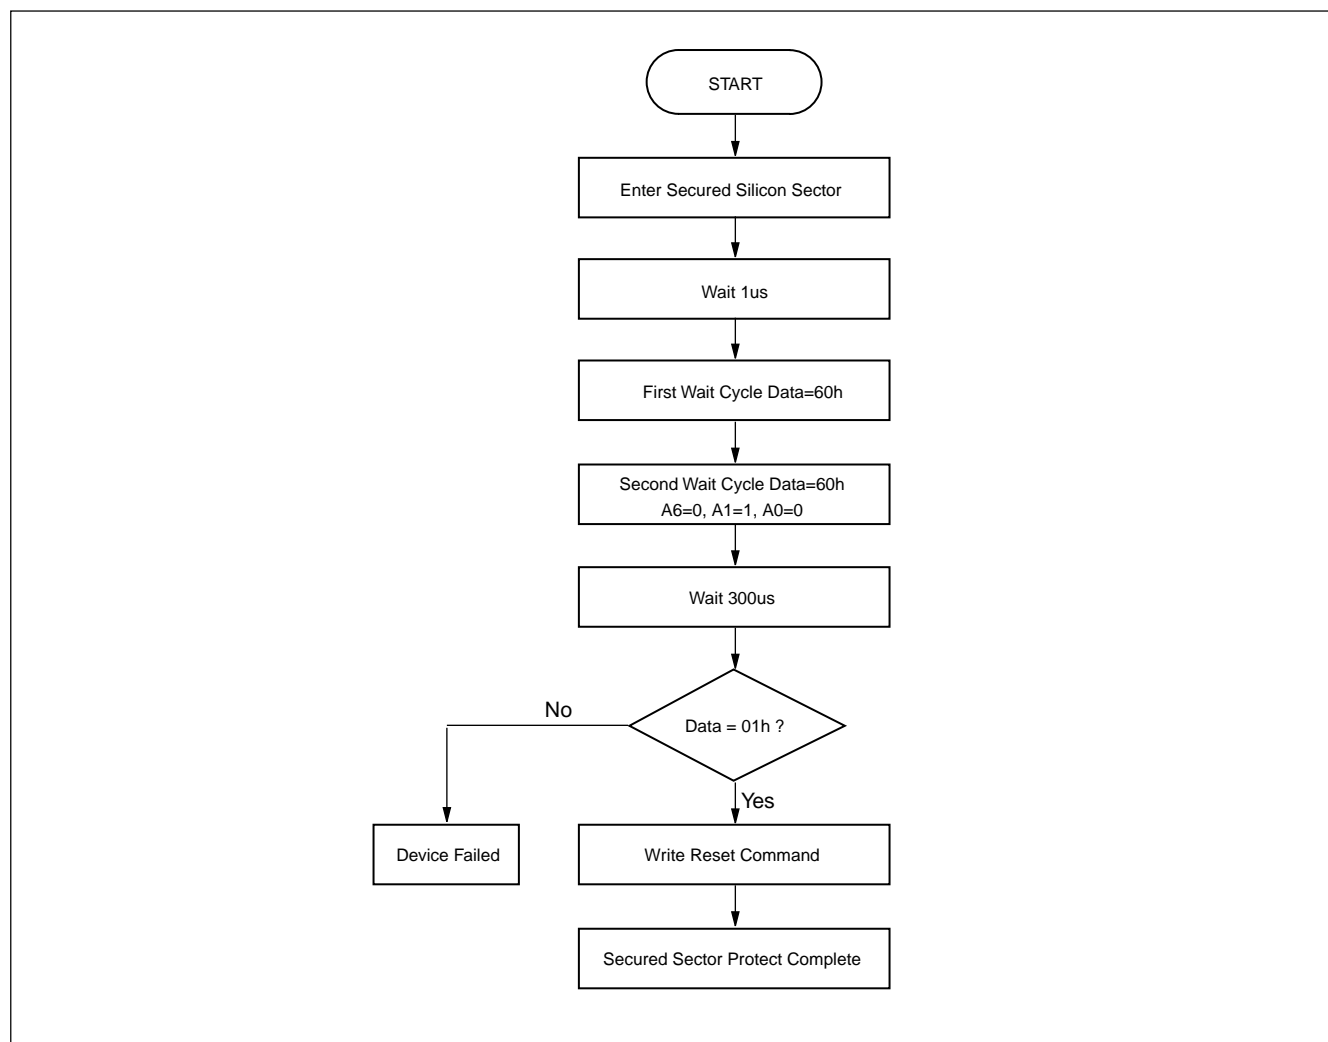 START
Enter Secured Silicon Sector
Wait 1us
First Wait Cycle Data=60h
Second Wait Cycle Data=60h
A6=0, A1=1, A0=0
Wait 300us
No
Data = 01h ?
Yes
Device Failed
Write Reset Command
Secured Sector Protect Complete